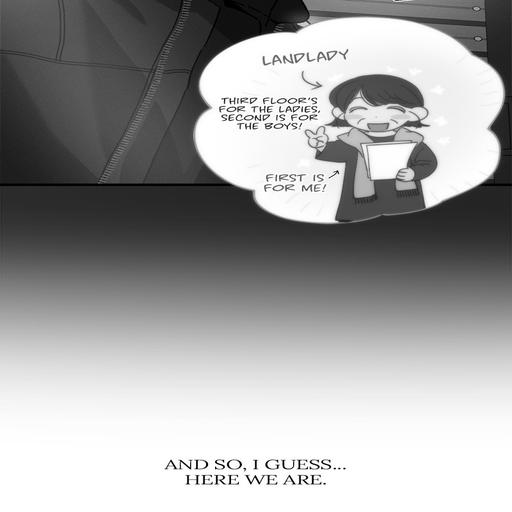 LANDLADY
THIRD FLOOR'S
FOR THE LADIES,
SECOND IS FOR
THE BOYS!
FIRST IS
FOR ME!
AND SO, I GUESS...
HERE WE ARE.